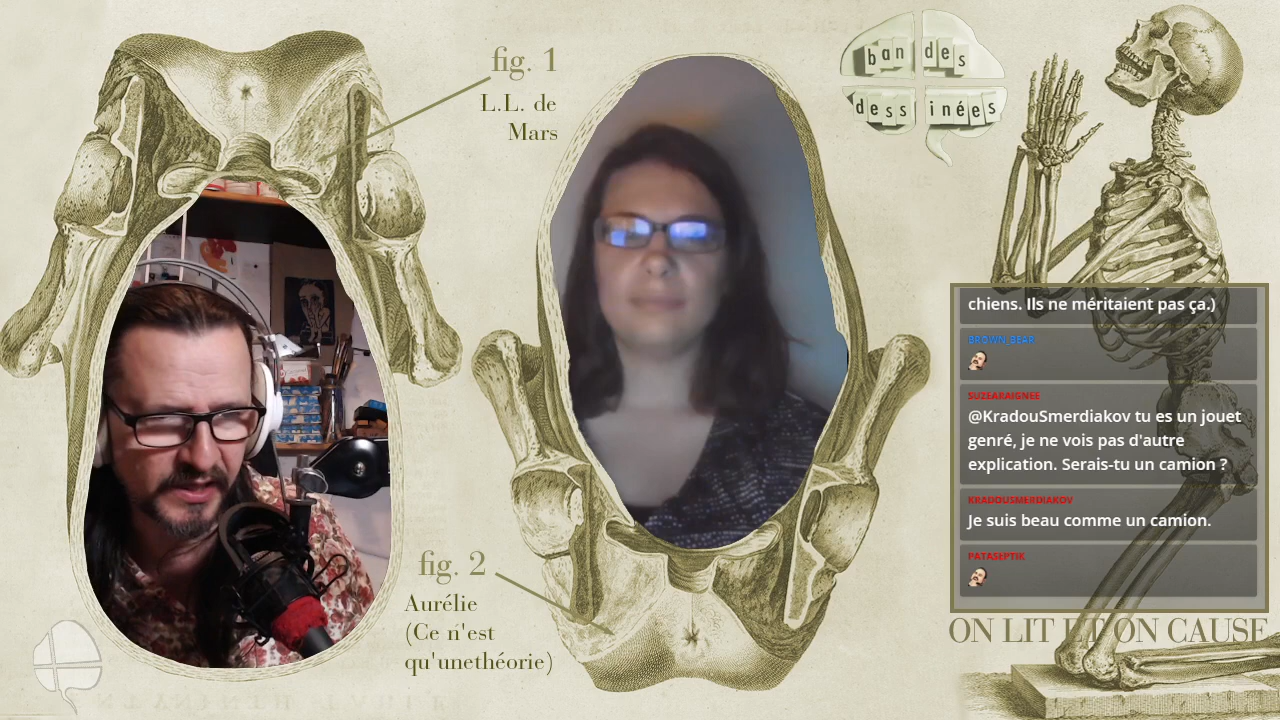 fig. 1
L.L. de
Mars
ban des
dess inées
chiens. Ils ne méritaient pas ça.)
BROWN_BEAR
SUZEARAIGNEE
@KradouSmerdiakov tu es un jouet
genré, je ne vois pas d'autre
explication. Serais-tu un camion ?
KRADOUSMERDIAKOV
Je suis beau comme un camion.
PATASEPTIK
fig. 2
Aurélie
(Ce n'est
qu'unethéorie)
ON LIT ET ON CAUSE